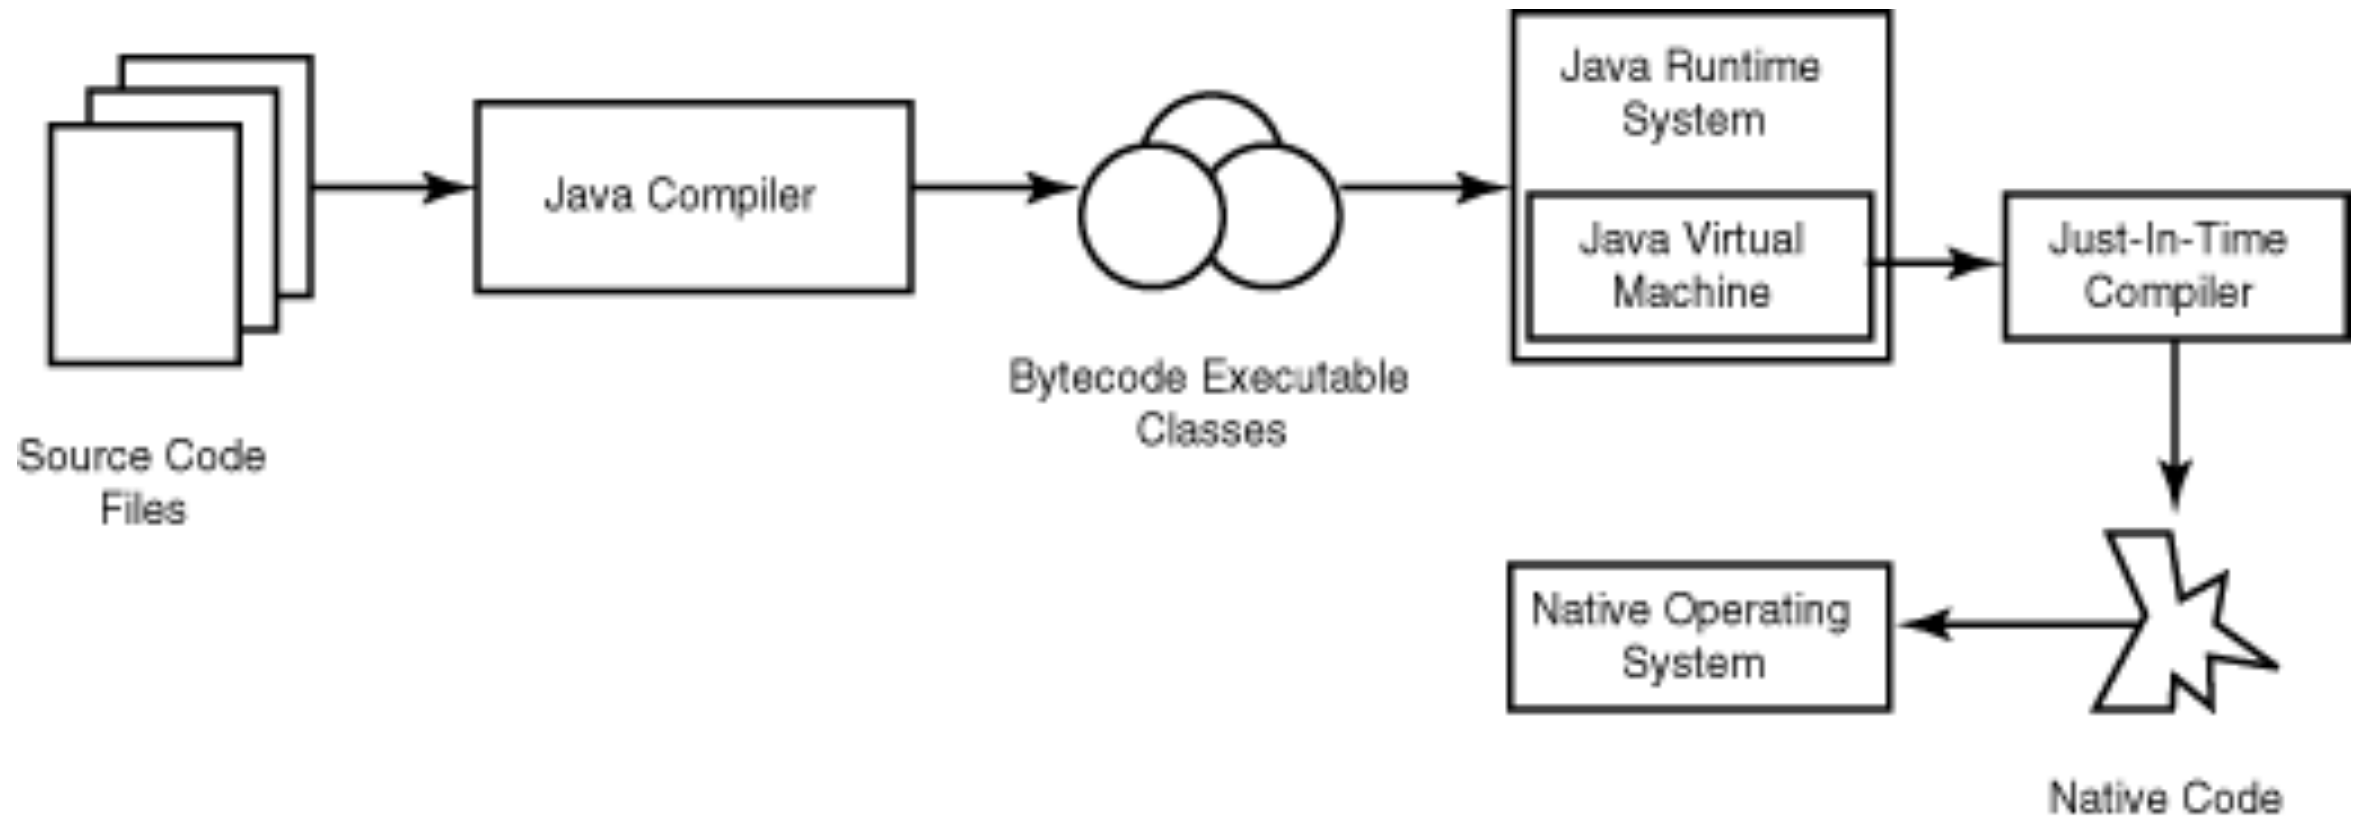 Java Runtime
System
Java Compiler
Java Virtual
Machine
Just-In-Time
Compiler
Bytecode Executable
Classes
Source Code
Files
Native Operating
System
Native Code